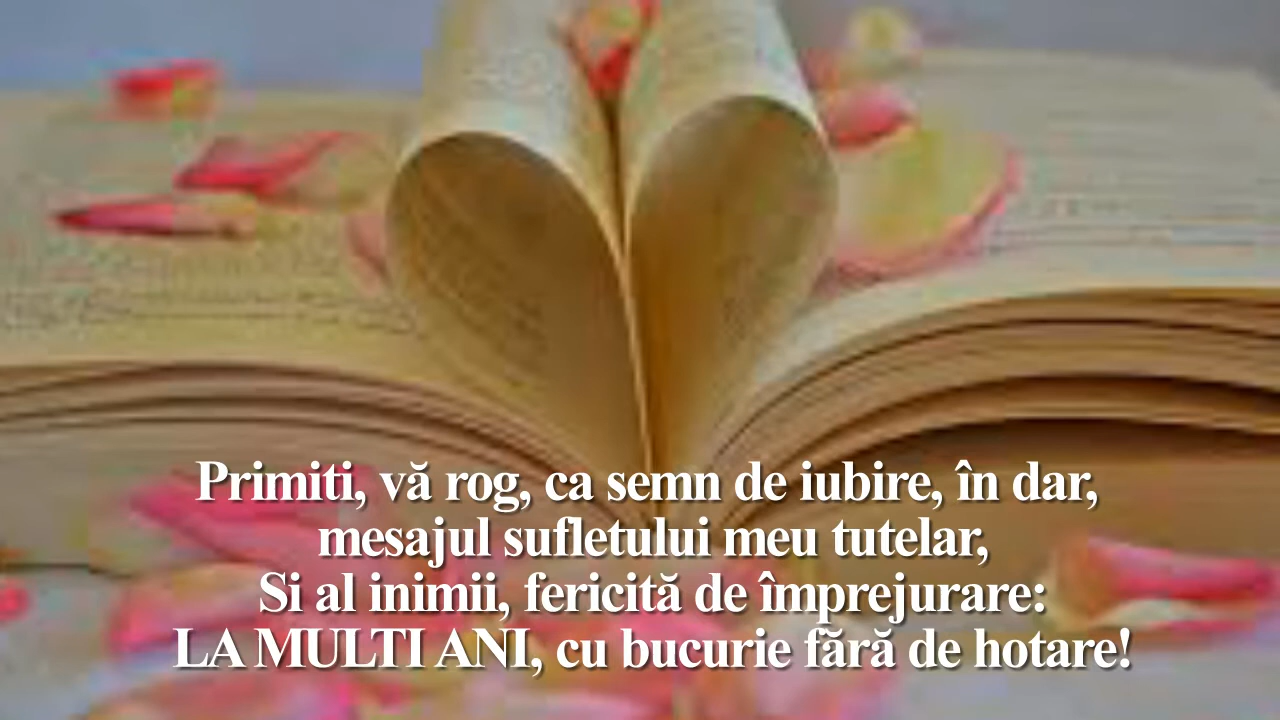 Primiti, vă rog, ca semn de iubire, în dar,
mesajul sufletului meu tutelar,
Si al inimii, fericită de împrejurare:
LA MULTI ANI, cu bucurie fără de hotare!